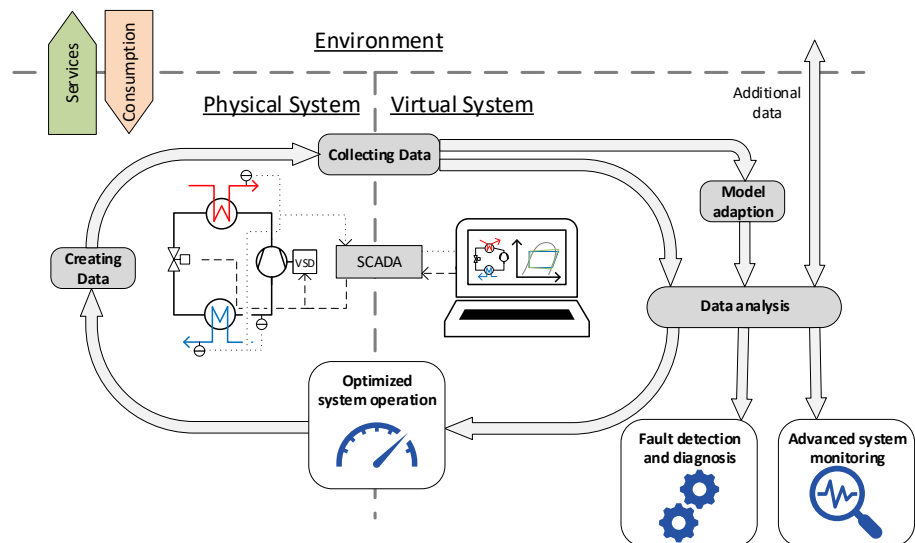 Services
Consumption
Environment
Physical System
Virtual System
Additional
data
Collecting Data
Model
adaption
Creating Data
VSD
SCADA
Data analysis
Optimized
system operation
Fault detection
and diagnosis
Advanced system
monitoring